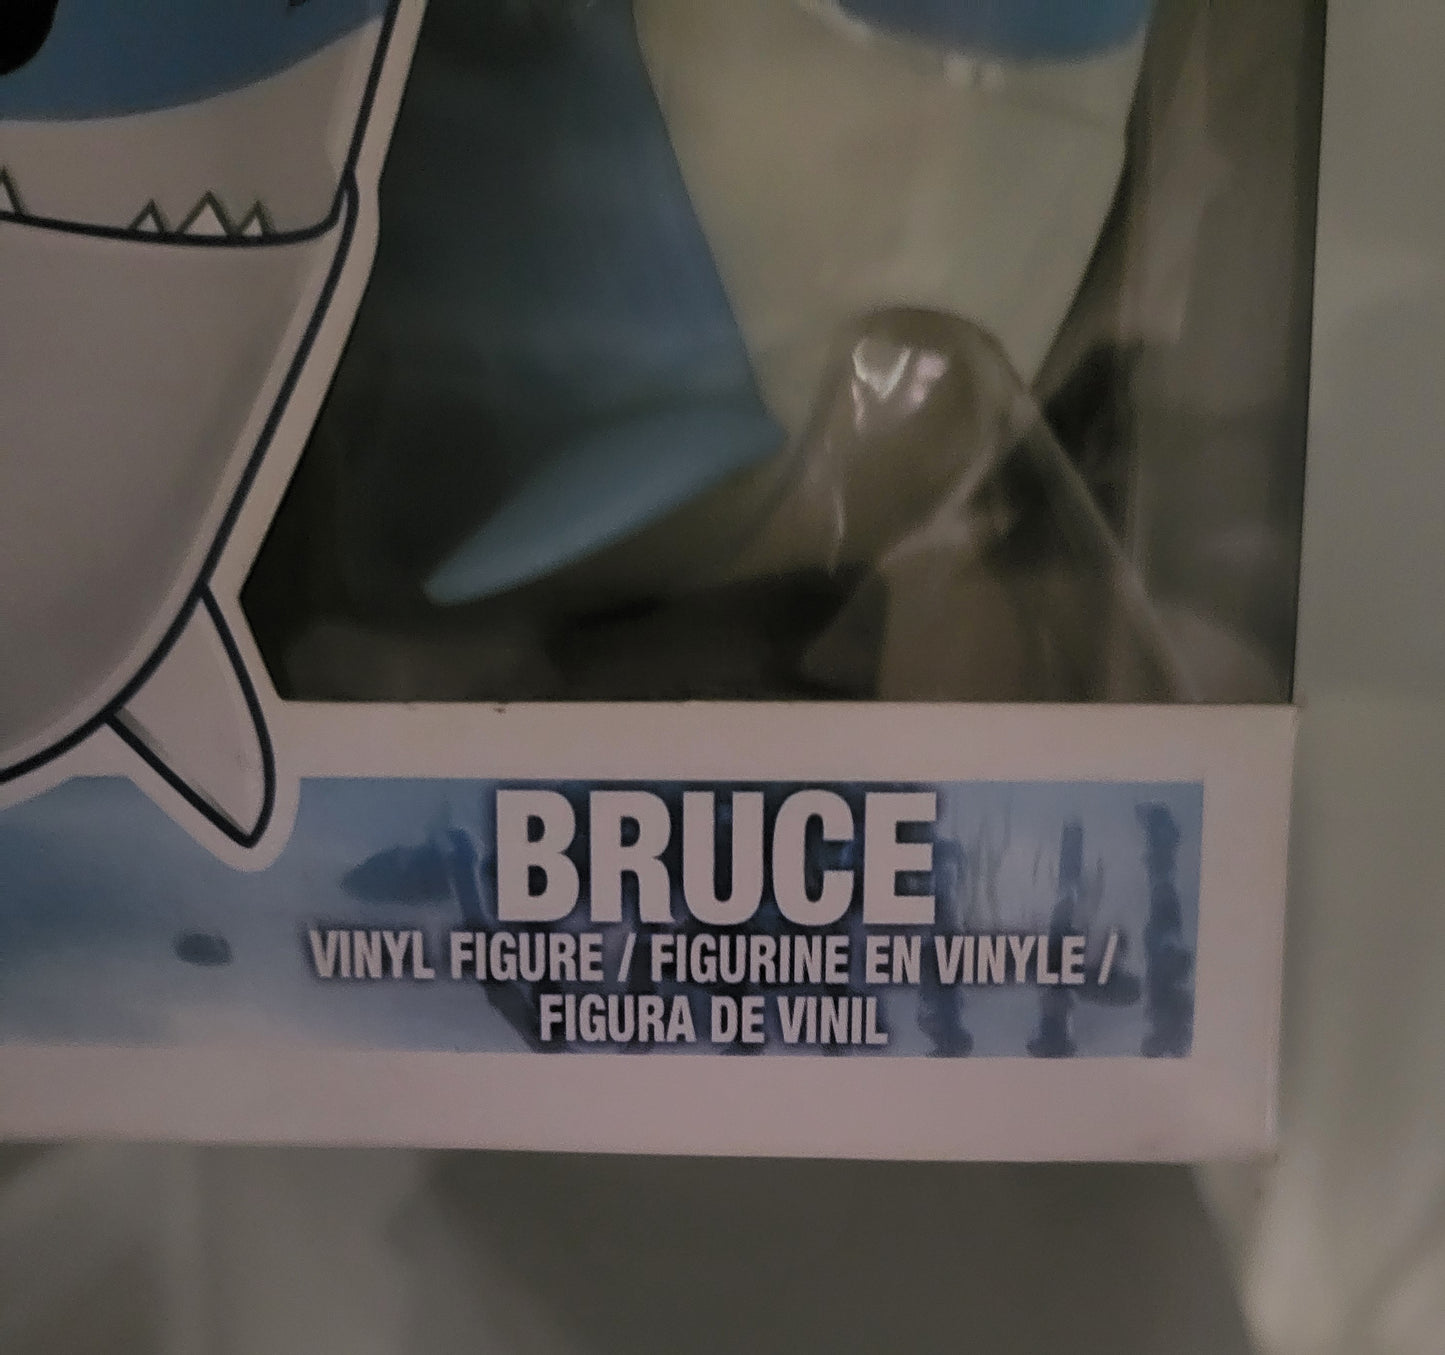 BRUCE
VINYL FIGURE / FIGURINE EN VINYLE /
FIGURA DE VINIL